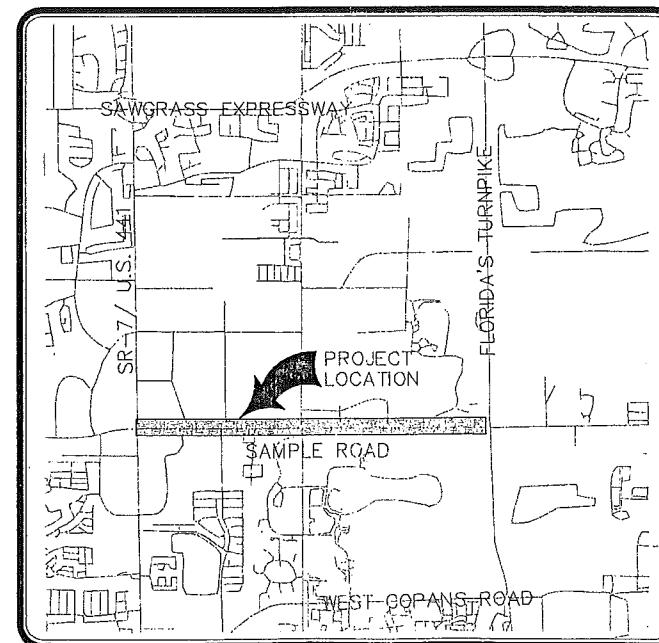 SAWGRASS EXPRESSWAY
SR-7/ U.S. 441
FLORIDA'S TURNPIKE
PROJECT
LOCATION
SAMPLE ROAD
WEST COPANS ROAD